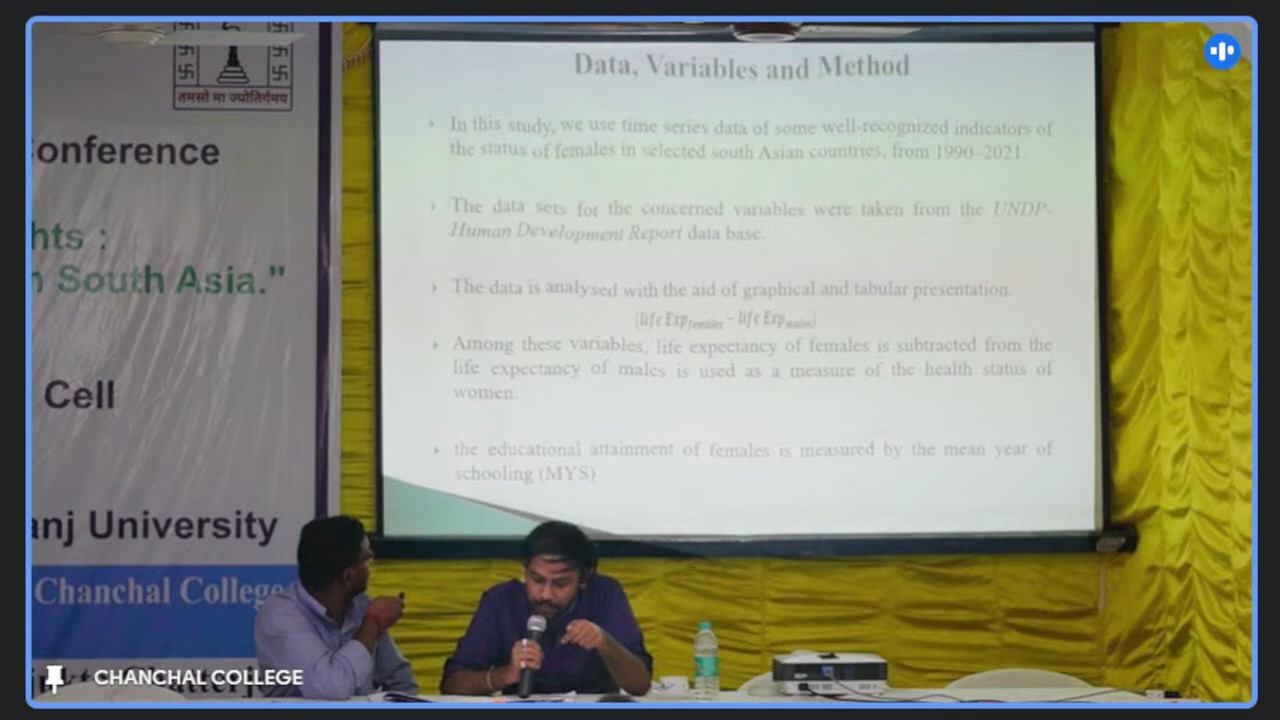 तमसो मा ज्योतिर्गमय
onference
hts :
South Asia."
Cell
anj University
Chanchal College
Data, Variables and Method
In this study, we use time series data of some well-recognized indicators of
the status of females in selected south Asian countries, from 1990–2021.
The data sets for the concerned variables were taken from the UNDP-
Human Development Report data base.
The data is analysed with the aid of graphical and tabular presentation.
(life Exp_females − life Exp_males)
Among these variables, life expectancy of females is subtracted from the
life expectancy of males is used as a measure of the health status of
women.
the educational attainment of females is measured by the mean year of
schooling (MYS)
CHANCHAL COLLEGE